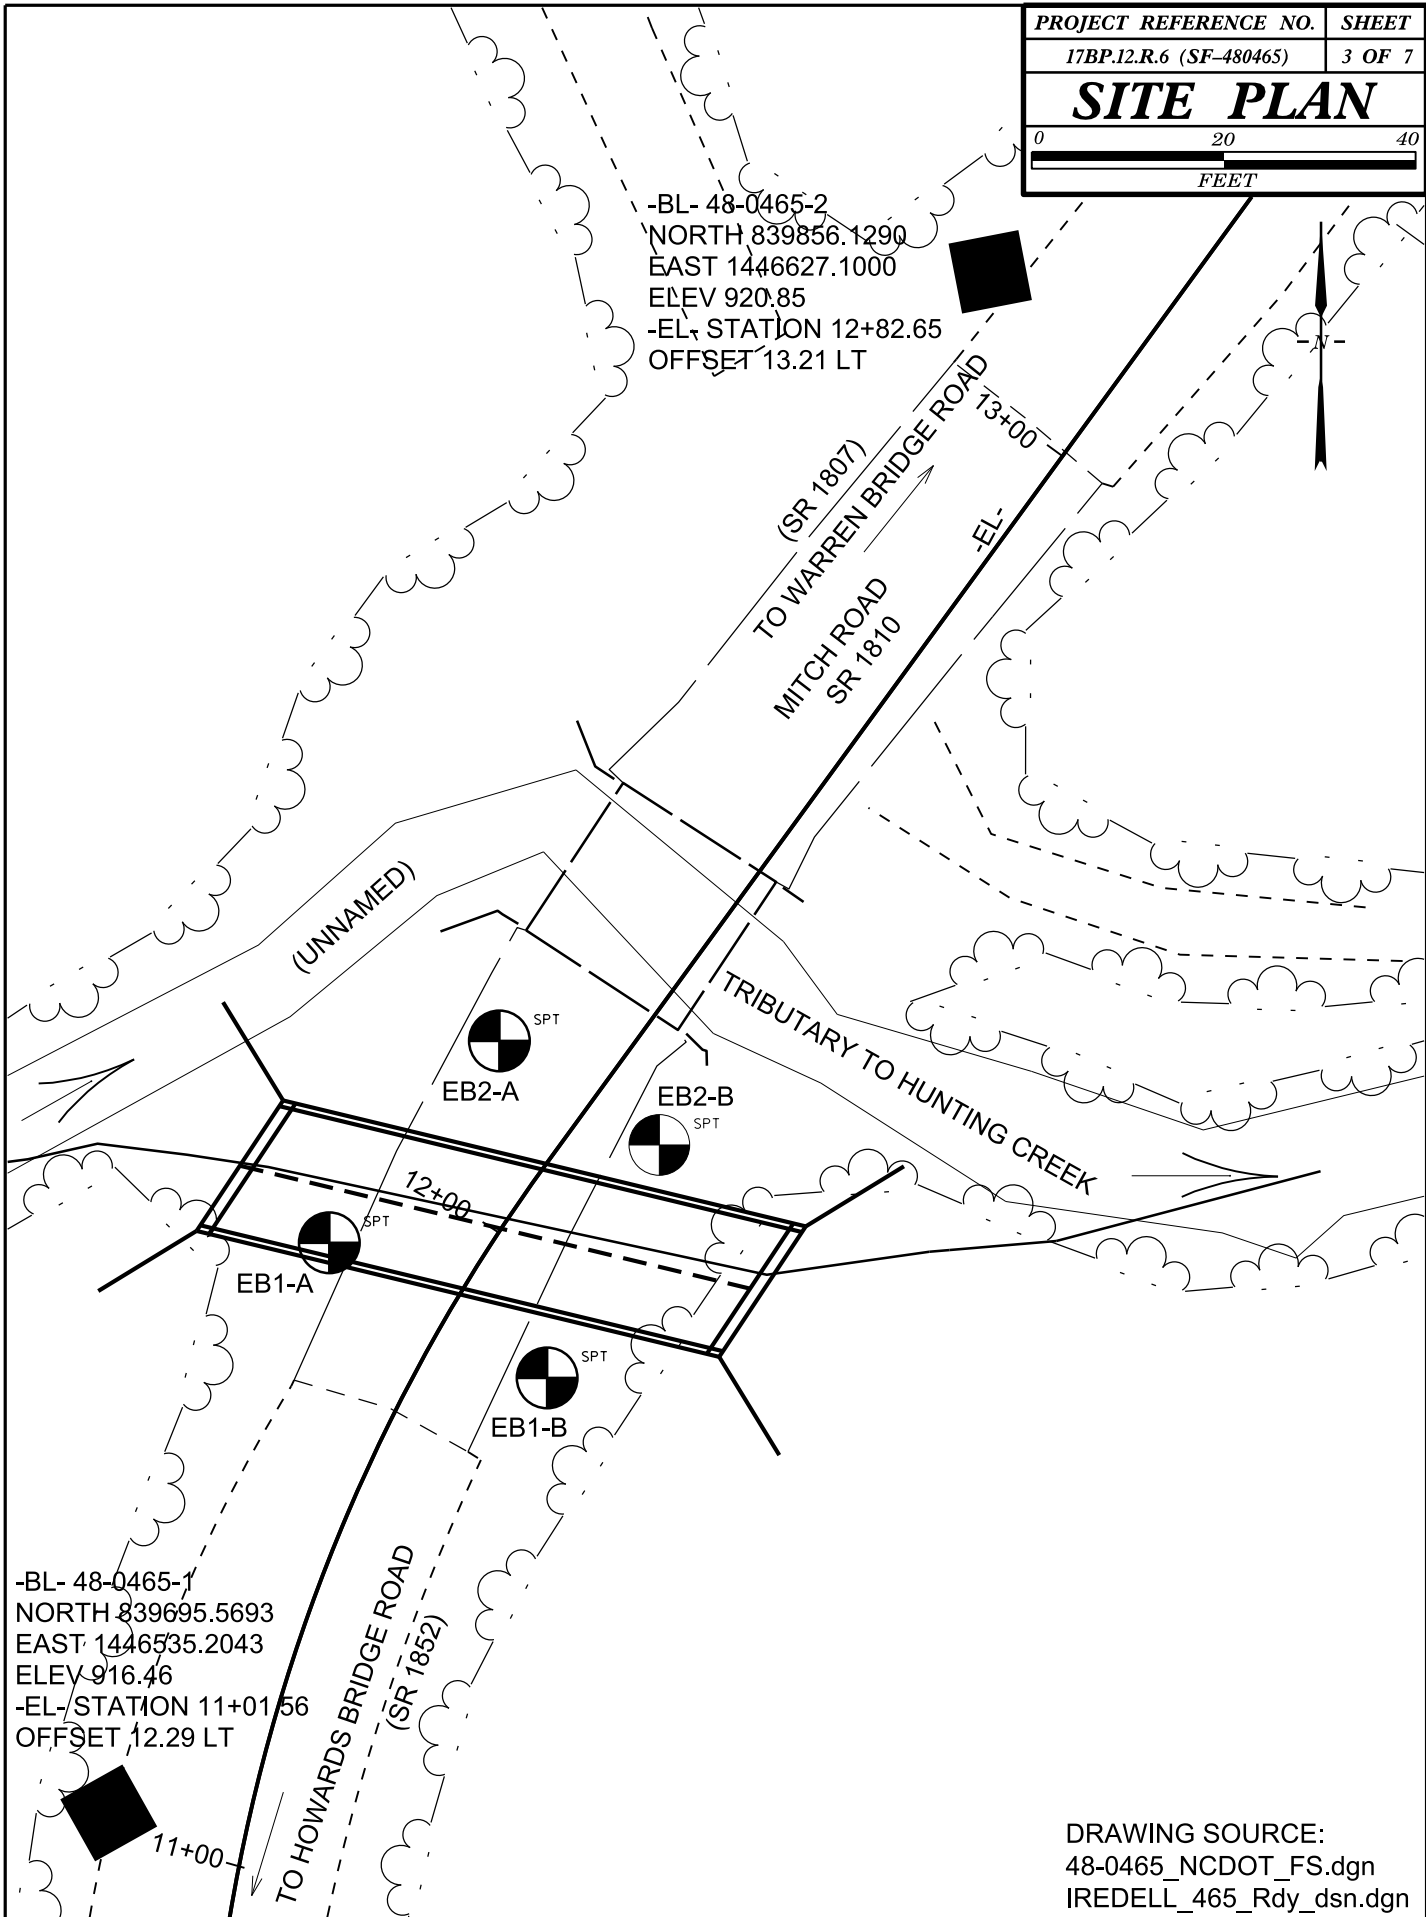 PROJECT REFERENCE NO. SHEET
17BP.12.R.6 (SF-480465) 3 OF 7
SITE PLAN
0 20 40
FEET
-BL- 48-0465-2
NORTH 839856.1290
EAST 1446627.1000
ELEV 920.85
-EL- STATION 12+82.65
OFFSET 13.21 LT
N
13+00
(SR 1807)
TO WARREN BRIDGE ROAD
-EL-
MITCH ROAD
SR 1810
(UNNAMED)
TRIBUTARY TO HUNTING CREEK
SPT
EB2-A
EB2-B
SPT
12+00
SPT
EB1-A
SPT
EB1-B
-BL- 48-0465-1
NORTH 839695.5693
EAST 1446535.2043
ELEV 916.46
-EL- STATION 11+01.56
OFFSET 12.29 LT
TO HOWARDS BRIDGE ROAD
(SR 1852)
11+00
DRAWING SOURCE:
48-0465_NCDOT_FS.dgn
IREDELL_465_Rdy_dsn.dgn